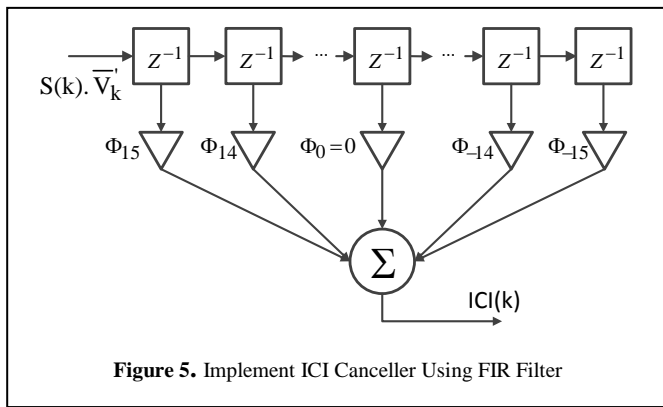 Z⁻¹ Z⁻¹ ... Z⁻¹ ... Z⁻¹ Z⁻¹
S(k). V̅'ₖ
Φ₁₅ Φ₁₄ Φ₀=0 Φ₋₁₄ Φ₋₁₅
Σ
ICI(k)
Figure 5. Implement ICI Canceller Using FIR Filter